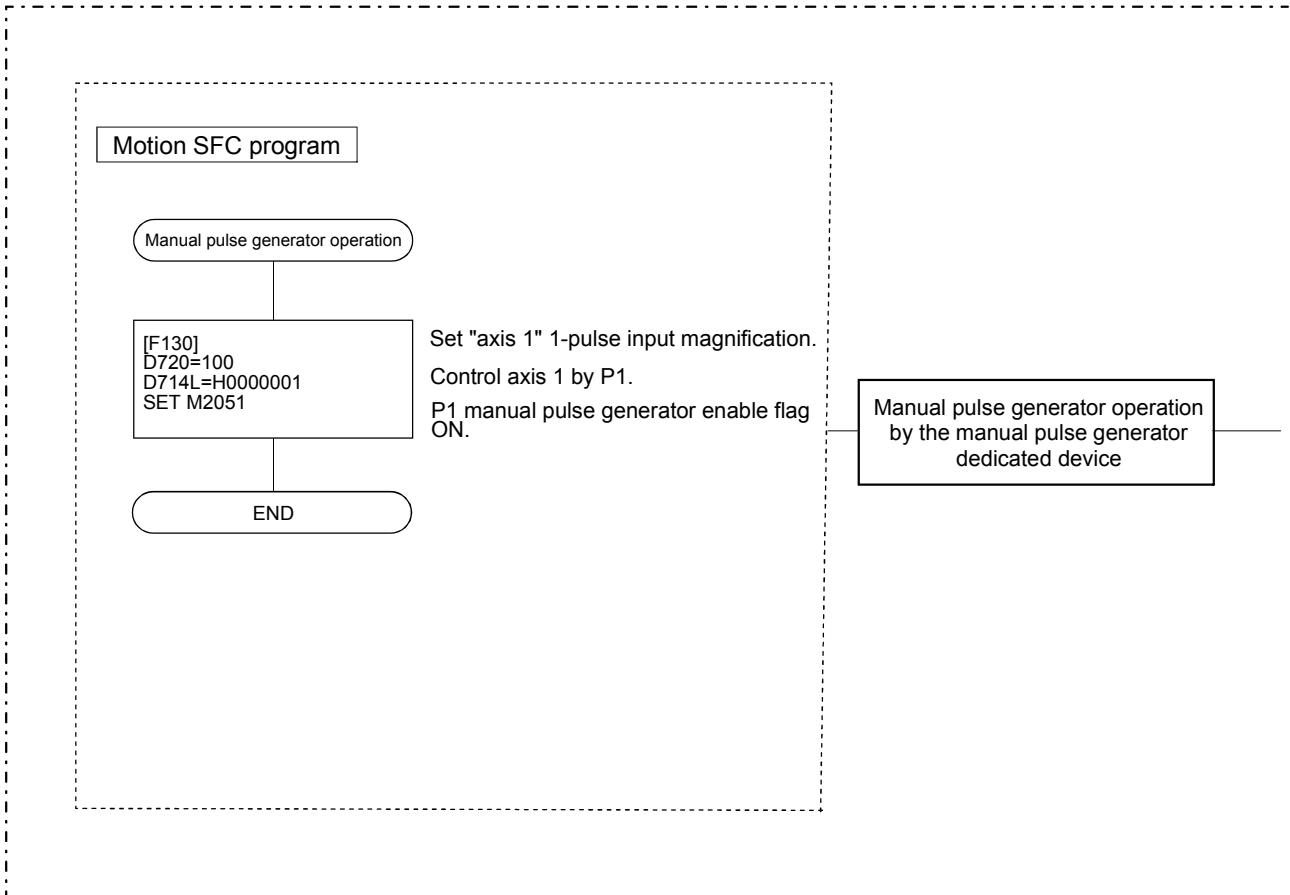 Motion SFC program
Manual pulse generator operation
[F130]
D720=100
D714L=H0000001
SET M2051
Set "axis 1" 1-pulse input magnification.
Control axis 1 by P1.
P1 manual pulse generator enable flag
ON.
END
Manual pulse generator operation
by the manual pulse generator
dedicated device